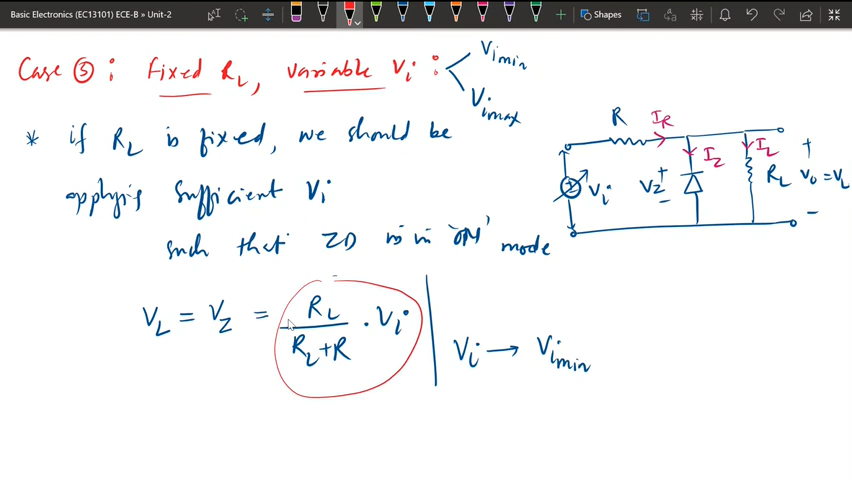 Basic Electronics (EC13101) ECE-B » Unit-2
Shapes
Case ⑤ : fixed RL, variable Vi :
Vimin
Vimax
* if RL is fixed, we should be
applying sufficient Vi
such that ZD is in 'ON' mode
VL = VZ = RL / RL+R . Vi
Vi → Vimin
R
IR
IZ
IL
Vi
+
VZ
-
RL
+
V0 = VL
-